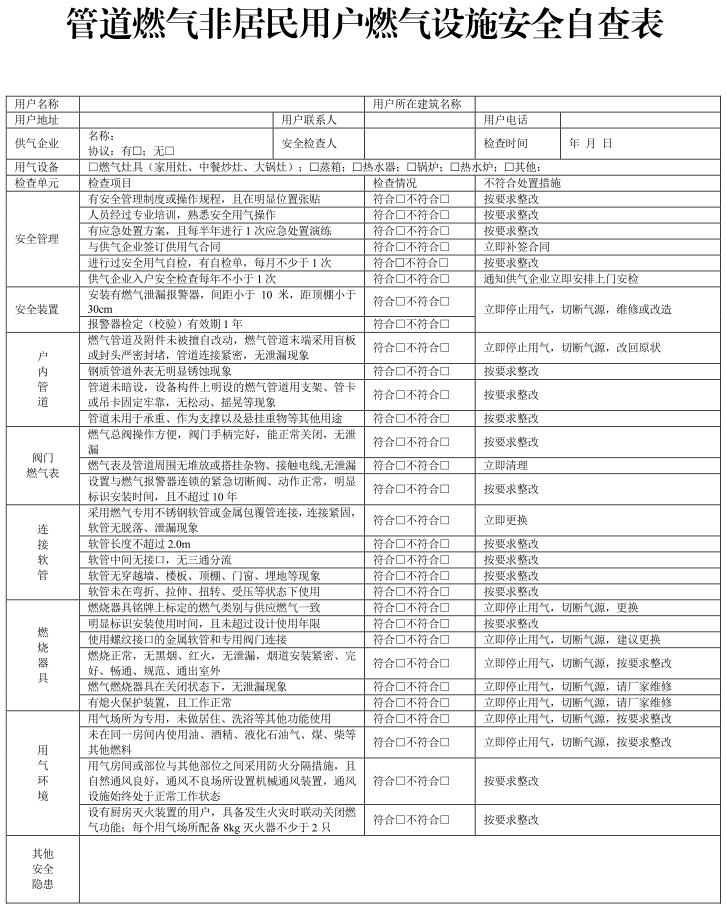 管道燃气非居民用户燃气设施安全自查表
用户名称 用户所在建筑名称
用户地址 用户联系人 用户电话
供气企业 名称： 协议：有□；无□ 安全检查人 检查时间 年 月 日
用气设备 □燃气灶具（家用灶、中餐炒灶、大锅灶）；□蒸箱；□热水器；□锅炉；□热水炉；□其他：
检查单元 检查项目 检查情况 不符合处置措施
安全管理
有安全管理制度或操作规程，且在明显位置张贴 符合□不符合□ 按要求整改
人员经过专业培训，熟悉安全用气操作 符合□不符合□ 按要求整改
有应急处置方案，且每半年进行 1 次应急处置演练 符合□不符合□ 按要求整改
与供气企业签订供用气合同 符合□不符合□ 立即补签合同
进行过安全用气自检，有自检单，每月不少于 1 次 符合□不符合□ 按要求整改
供气企业入户安全检查每年不小于 1 次 符合□不符合□ 通知供气企业立即安排上门安检
安全装置
安装有燃气泄漏报警器，间距小于 10 米，距顶棚小于
30cm 符合□不符合□ 立即停止用气，切断气源，维修或改造
报警器检定（校验）有效期 1 年 符合□不符合□
户
内
管
道
燃气管道及附件未被擅自改动，燃气管道末端采用盲板
或封头严密封堵，管道连接紧密，无泄漏现象 符合□不符合□ 立即停止用气，切断气源，改回原状
钢质管道外表无明显锈蚀现象 符合□不符合□ 按要求整改
管道未暗设，设备构件上明设的燃气管道用支架、管卡
或吊卡固定牢靠，无松动、摇晃等现象 符合□不符合□ 按要求整改
管道未用于承重、作为支撑以及悬挂重物等其他用途 符合□不符合□ 按要求整改
阀门
燃气表
燃气总阀操作方便，阀门手柄完好，能正常关闭，无泄
漏 符合□不符合□ 按要求整改
燃气表及管道周围无堆放或搭挂杂物、接触电线,无泄漏 符合□不符合□ 立即清理
设置与燃气报警器连锁的紧急切断阀、动作正常，明显
标识安装时间，且不超过 10 年 符合□不符合□ 按要求整改
连
接
软
管
采用燃气专用不锈钢软管或金属包覆管连接，连接紧固，
软管无脱落、泄漏现象 符合□不符合□ 立即更换
软管长度不超过 2.0m 符合□不符合□ 按要求整改
软管中间无接口，无三通分流 符合□不符合□ 按要求整改
软管无穿越墙、楼板、顶棚、门窗、埋地等现象 符合□不符合□ 按要求整改
软管未在弯折、拉伸、扭转、受压等状态下使用 符合□不符合□ 按要求整改
燃
烧
器
具
燃烧器具铭牌上标定的燃气类别与供应燃气一致 符合□不符合□ 立即停止用气，切断气源，更换
明显标识安装使用时间，且未超过设计使用年限 符合□不符合□ 按要求整改
使用螺纹接口的金属软管和专用阀门连接 符合□不符合□ 立即停止用气，切断气源，建议更换
燃烧正常，无黑烟、红火，无泄漏，烟道安装紧密、完
好、畅通、规范、通出室外 符合□不符合□ 立即停止用气，切断气源，按要求整改
燃气燃烧器具在关闭状态下，无泄漏现象 符合□不符合□ 立即停止用气，切断气源，请厂家维修
有熄火保护装置，且工作正常 符合□不符合□ 立即停止用气，切断气源，请厂家维修
用
气
环
境
用气场所为专用，未做居住、洗浴等其他功能使用 符合□不符合□ 立即停止用气，切断气源，按要求整改
未在同一房间内使用油、酒精、液化石油气、煤、柴等
其他燃料 符合□不符合□ 立即停止用气，切断气源，按要求整改
用气房间或部位与其他部位之间采用防火分隔措施，且
自然通风良好，通风不良场所设置机械通风装置，通风
设施始终处于正常工作状态 符合□不符合□ 按要求整改
设有厨房灭火装置的用户，具备发生火灾时联动关闭燃
气功能；每个用气场所配备 8kg 灭火器不少于 2 只 符合□不符合□ 按要求整改
其他
安全
隐患